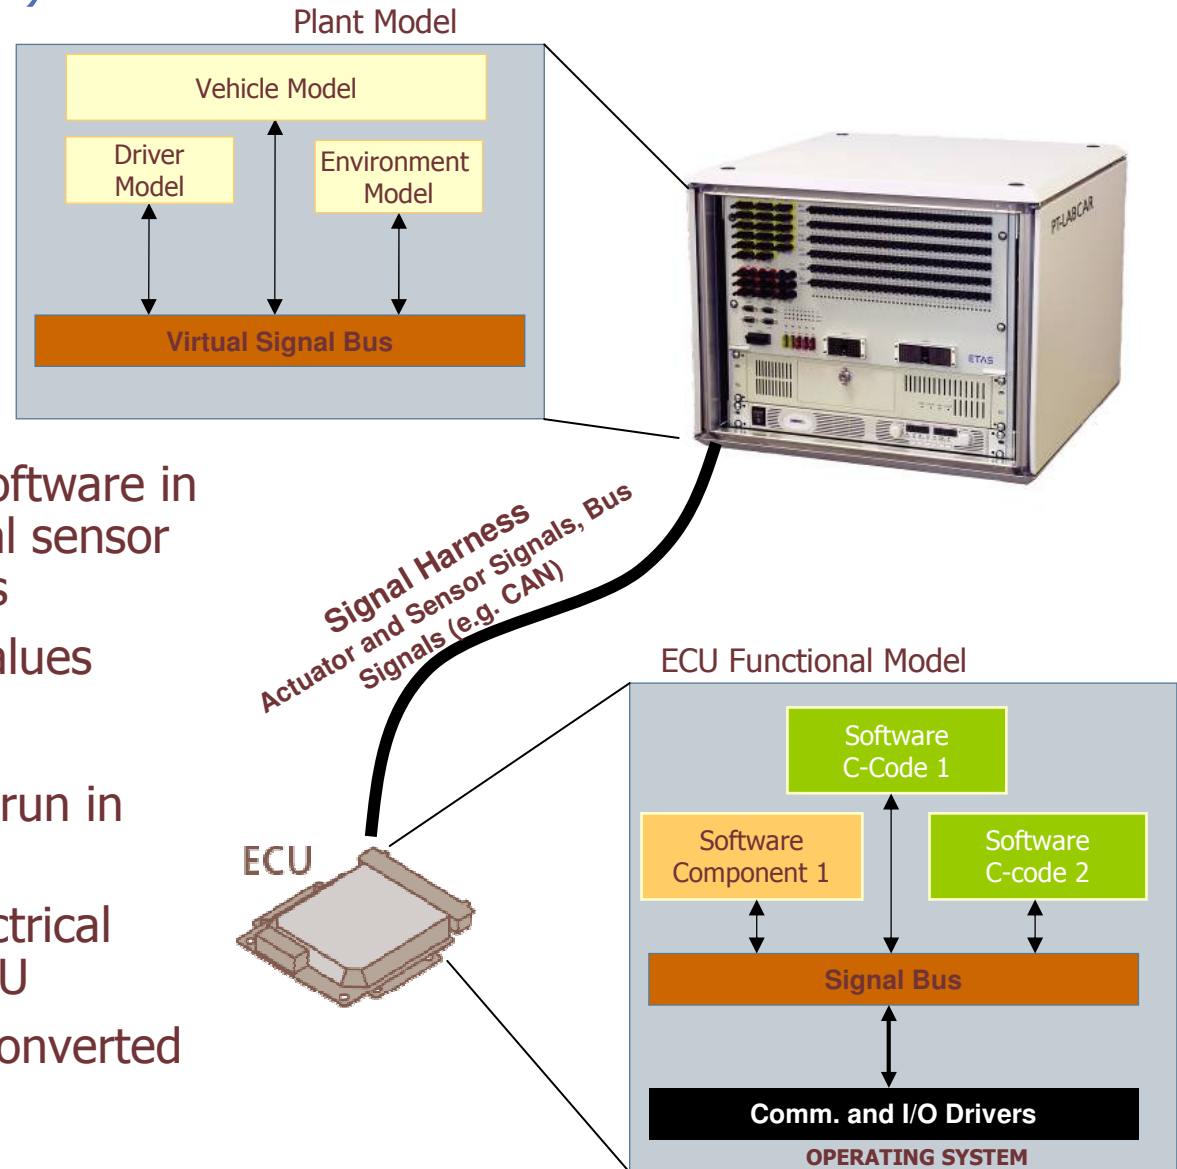 )
Plant Model
Vehicle Model
Driver
Model
Environment
Model
Virtual Signal Bus
PT-LABCAR
ETAS
oftware in
al sensor
s
alues
run in
ctrical
U
onverted
Signal Harness
Actuator and Sensor Signals, Bus
Signals (e.g. CAN)
ECU
ECU Functional Model
Software
C-Code 1
Software
Component 1
Software
C-code 2
Signal Bus
Comm. and I/O Drivers
OPERATING SYSTEM